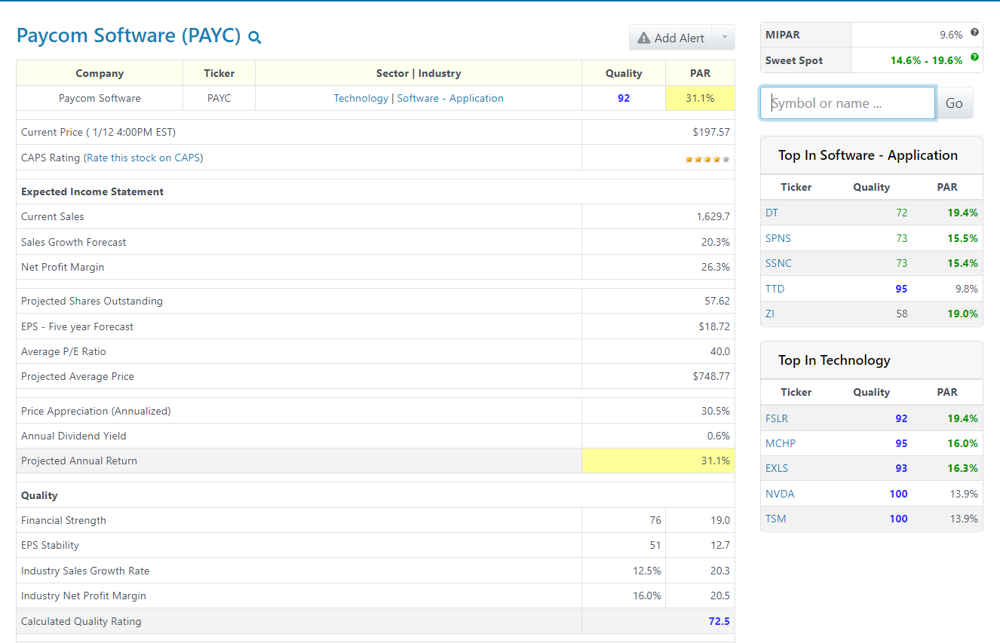 Paycom Software (PAYC)
Add Alert
Company Ticker Sector | Industry Quality PAR
Paycom Software PAYC Technology | Software - Application 92 31.1%
Current Price ( 1/12 4:00PM EST) $197.57
CAPS Rating (Rate this stock on CAPS)
Expected Income Statement
Current Sales 1,629.7
Sales Growth Forecast 20.3%
Net Profit Margin 26.3%
Projected Shares Outstanding 57.62
EPS - Five year Forecast $18.72
Average P/E Ratio 40.0
Projected Average Price $748.77
Price Appreciation (Annualized) 30.5%
Annual Dividend Yield 0.6%
Projected Annual Return 31.1%
Quality
Financial Strength 76 19.0
EPS Stability 51 12.7
Industry Sales Growth Rate 12.5% 20.3
Industry Net Profit Margin 16.0% 20.5
Calculated Quality Rating 72.5
MIPAR 9.6% ?
Sweet Spot 14.6% - 19.6% ?
Symbol or name ... Go
Top In Software - Application
Ticker Quality PAR
DT 72 19.4%
SPNS 73 15.5%
SSNC 73 15.4%
TTD 95 9.8%
ZI 58 19.0%
Top In Technology
Ticker Quality PAR
FSLR 92 19.4%
MCHP 95 16.0%
EXLS 93 16.3%
NVDA 100 13.9%
TSM 100 13.9%